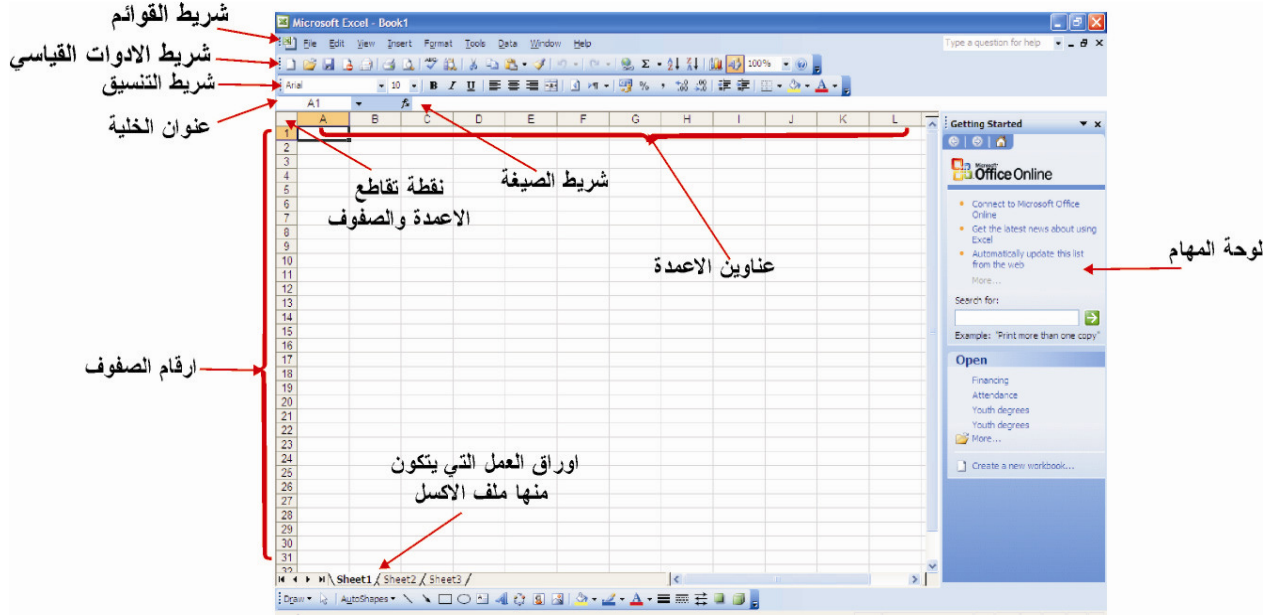 شريط القوائم
شريط الادوات القياسي
شريط التنسيق
عنوان الخلية
Microsoft Excel - Book1
File Edit View Insert Format Tools Data Window Help
Type a question for help
100%
Arial 10 B I U
A1 fx
A B C D E F G H I J K L
1
2
3
4
5
6
7
8
9
10
11
12
13
14
15
16
17
18
19
20
21
22
23
24
25
26
27
28
29
30
31
32
نقطة تقاطع
الاعمدة والصفوف
شريط الصيغة
عناوين الاعمدة
ارقام الصفوف
اوراق العمل التي يتكون
منها ملف الاكسل
لوحة المهام
Getting Started
Microsoft
Office Online
Connect to Microsoft Office
Online
Get the latest news about using
Excel
Automatically update this list
from the web
More...
Search for:
Example: "Print more than one copy"
Open
Financing
Attendance
Youth degrees
Youth degrees
More...
Create a new workbook...
Sheet1 Sheet2 Sheet3
Draw AutoShapes